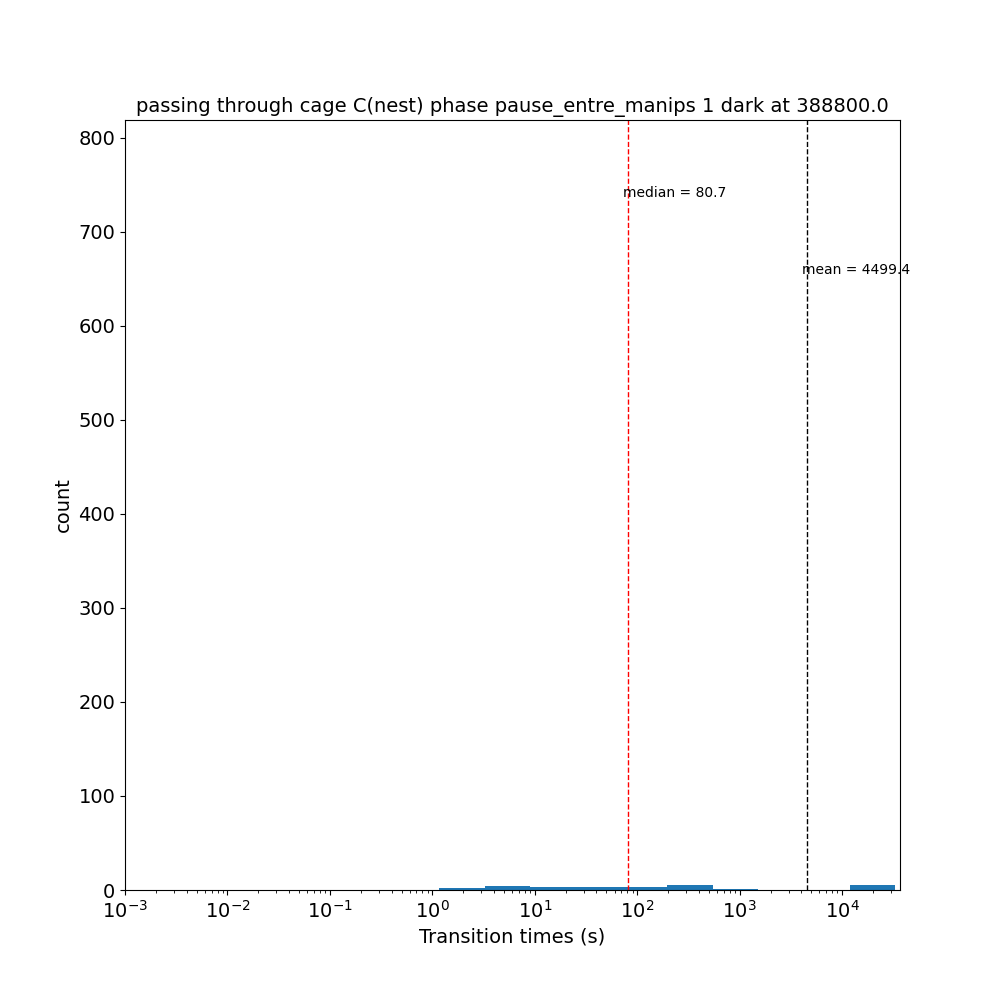 passing through cage C(nest) phase pause_entre_manips 1 dark at 388800.0
800
median = 80.7
700
mean = 4499.4
600
500
count
400
300
200
100
0
10⁻³ 10⁻² 10⁻¹ 10⁰ 10¹ 10² 10³ 10⁴
Transition times (s)